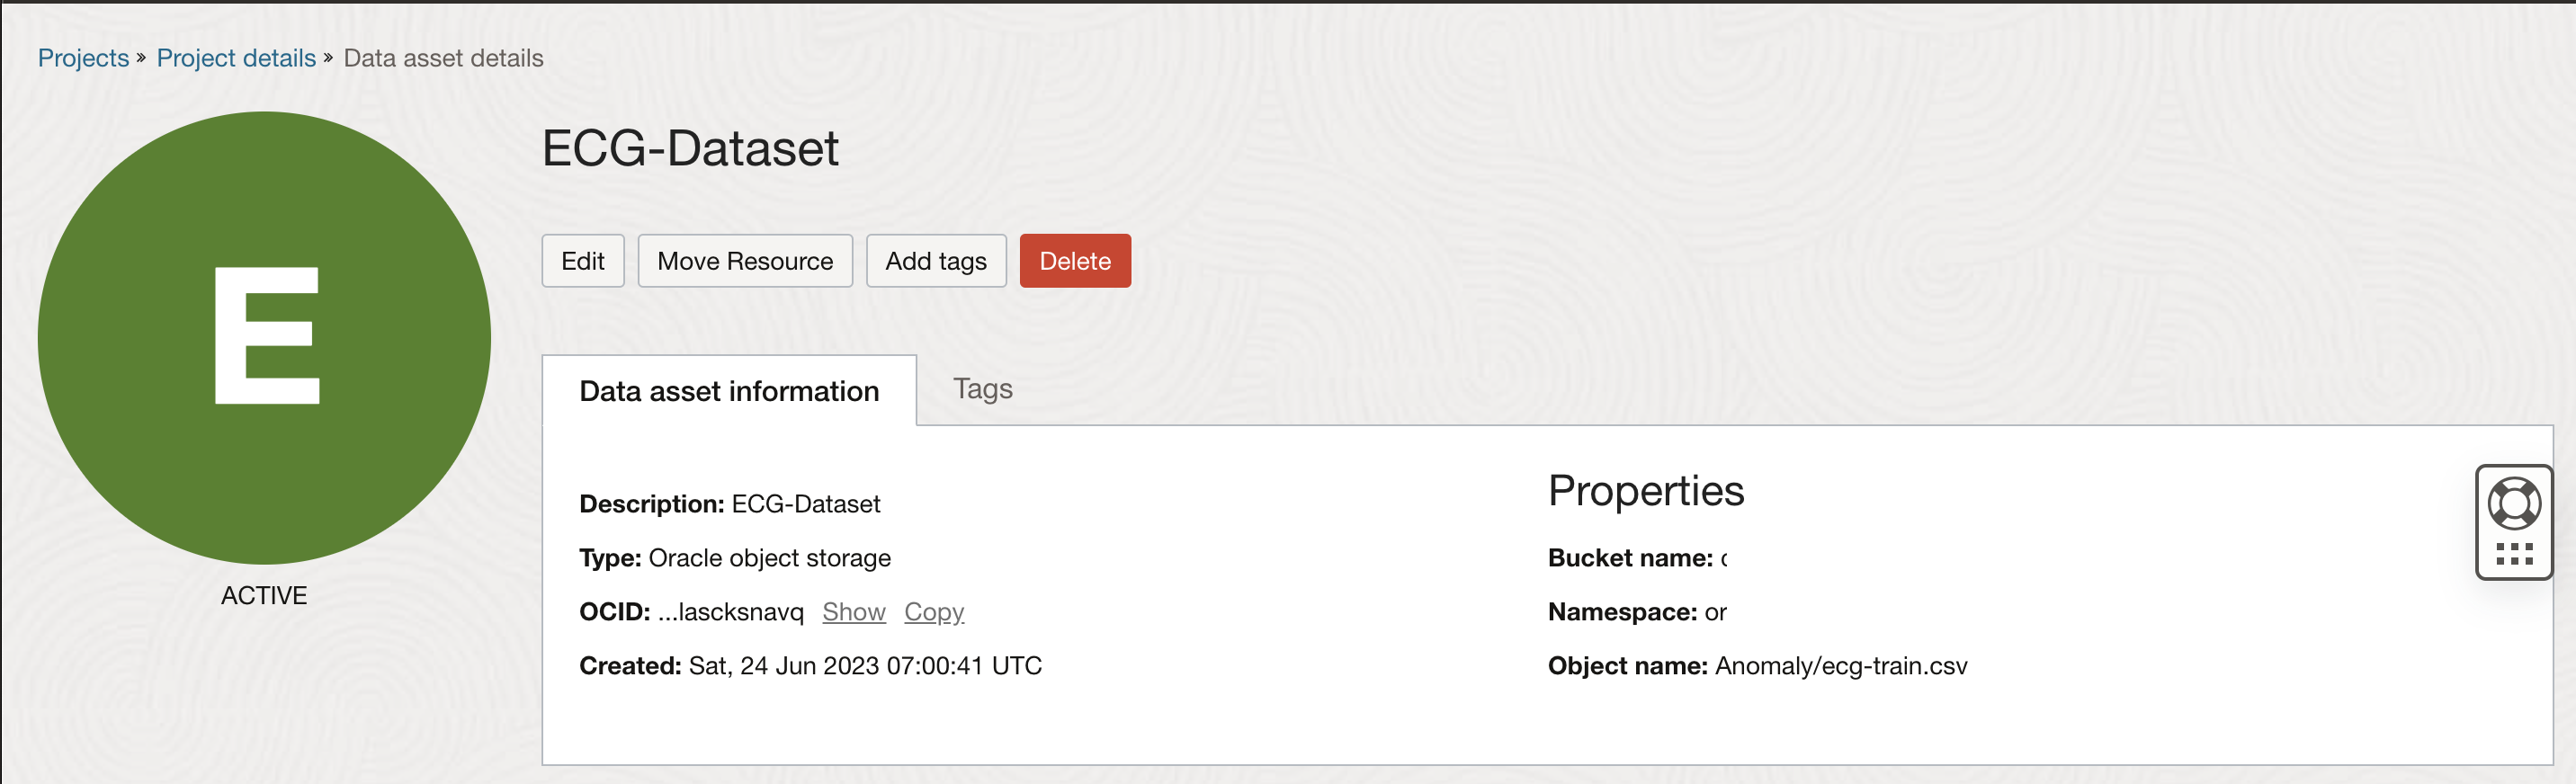 Projects » Project details » Data asset details
E
ACTIVE
ECG-Dataset
Edit Move Resource Add tags Delete
Data asset information Tags
Description: ECG-Dataset
Type: Oracle object storage
OCID: ...lascksnavq Show Copy
Created: Sat, 24 Jun 2023 07:00:41 UTC
Properties
Bucket name:
Namespace: or
Object name: Anomaly/ecg-train.csv